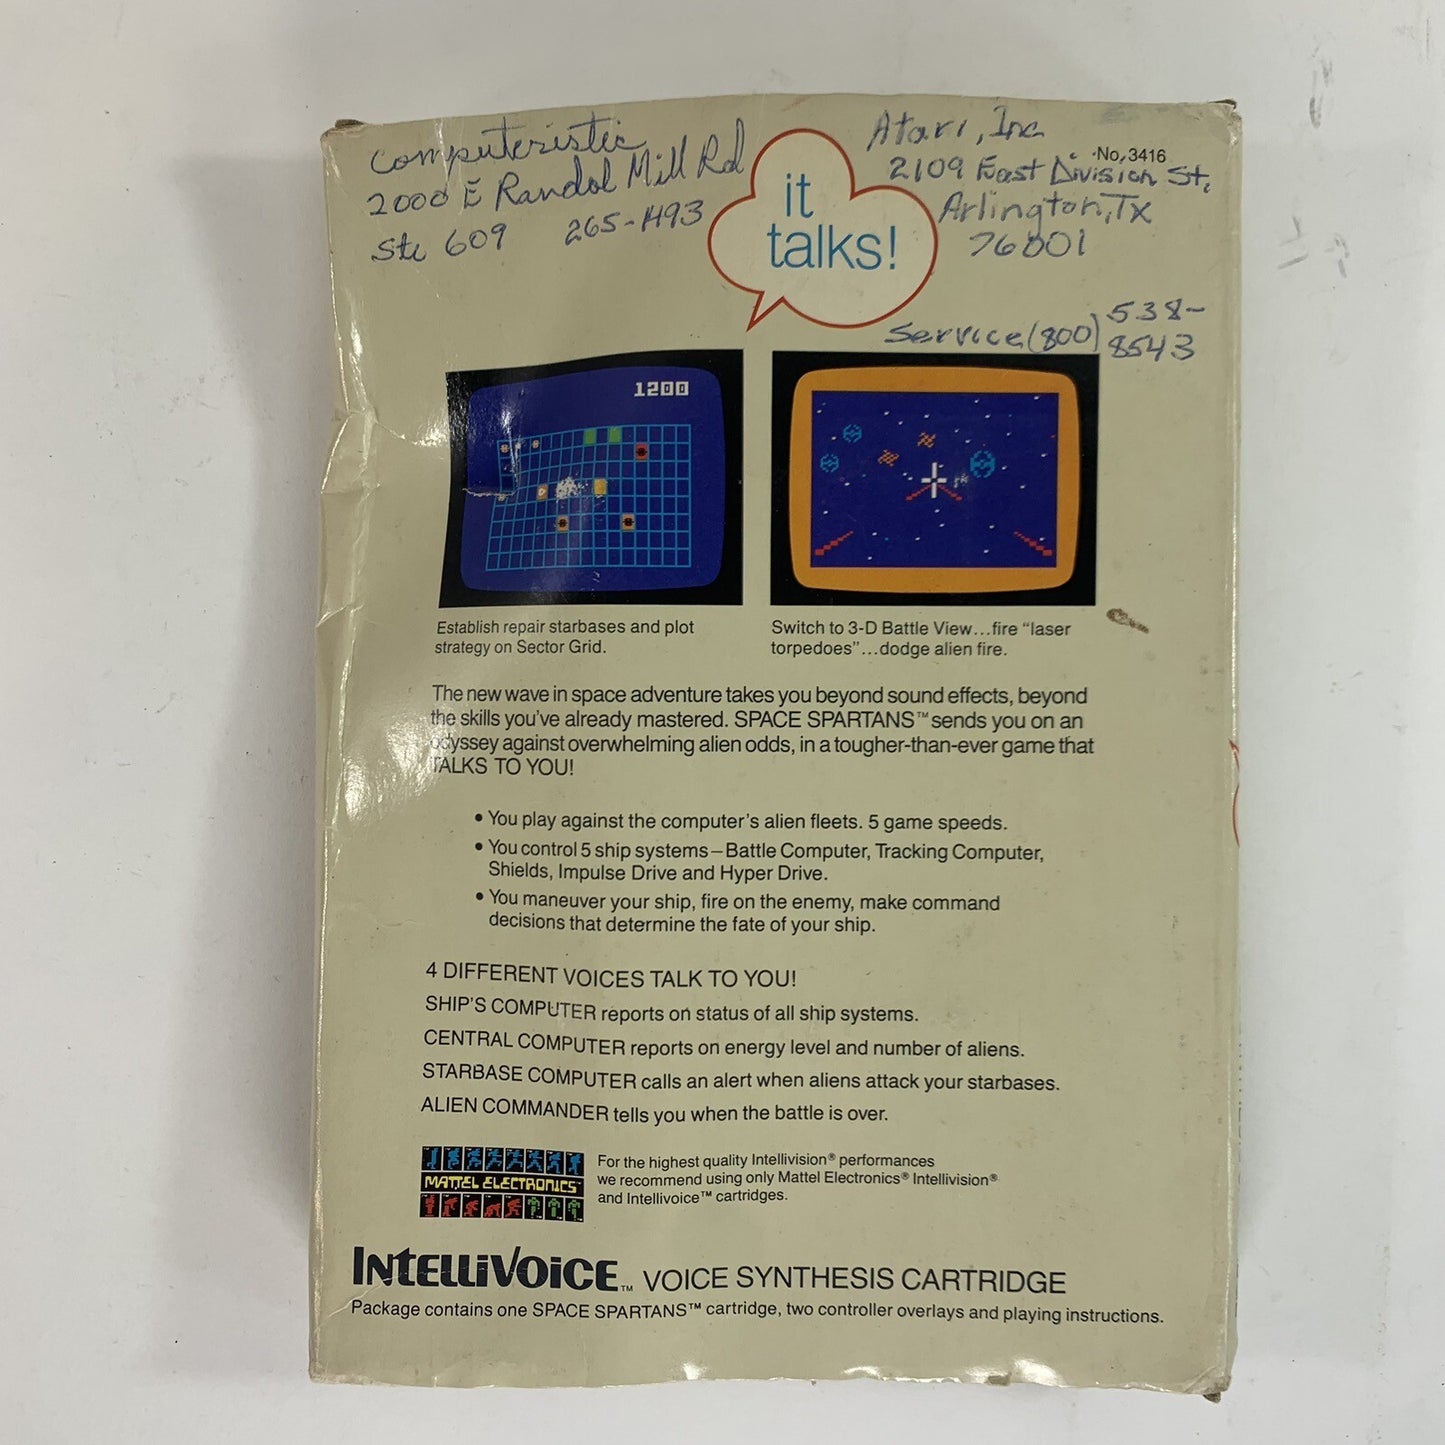 Computeristic
2000 E Randol Mill Rd
Ste 609 265-1493
Atari, Inc
No. 3416
2109 East Division St,
Arlington, Tx
76001
Service (800) 538-
8543
it
talks!
1200
Establish repair starbases and plot
strategy on Sector Grid.
Switch to 3-D Battle View...fire “laser
torpedoes”...dodge alien fire.
The new wave in space adventure takes you beyond sound effects, beyond
the skills you've already mastered. SPACE SPARTANS™ sends you on an
odyssey against overwhelming alien odds, in a tougher-than-ever game that
TALKS TO YOU!
• You play against the computer's alien fleets. 5 game speeds.
• You control 5 ship systems–Battle Computer, Tracking Computer,
Shields, Impulse Drive and Hyper Drive.
• You maneuver your ship, fire on the enemy, make command
decisions that determine the fate of your ship.
4 DIFFERENT VOICES TALK TO YOU!
SHIP'S COMPUTER reports on status of all ship systems.
CENTRAL COMPUTER reports on energy level and number of aliens.
STARBASE COMPUTER calls an alert when aliens attack your starbases.
ALIEN COMMANDER tells you when the battle is over.
MATTEL ELECTRONICS
For the highest quality Intellivision® performances
we recommend using only Mattel Electronics® Intellivision®
and Intellivoice™ cartridges.
INTELLIVOICE™ VOICE SYNTHESIS CARTRIDGE
Package contains one SPACE SPARTANS™ cartridge, two controller overlays and playing instructions.